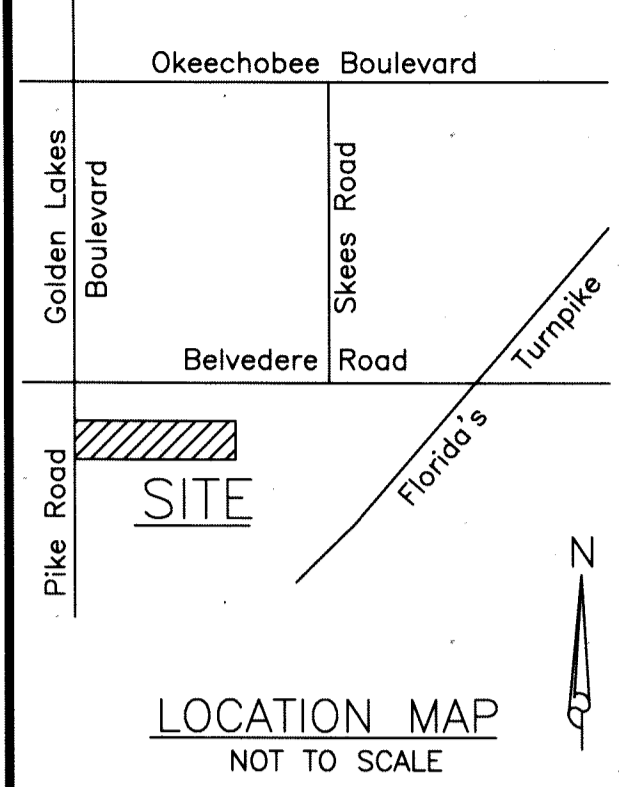 Okeechobee Boulevard
Golden Lakes
Boulevard
Skees Road
Turnpike
Belvedere Road
Florida's
SITE
Pike Road
N
LOCATION MAP
NOT TO SCALE